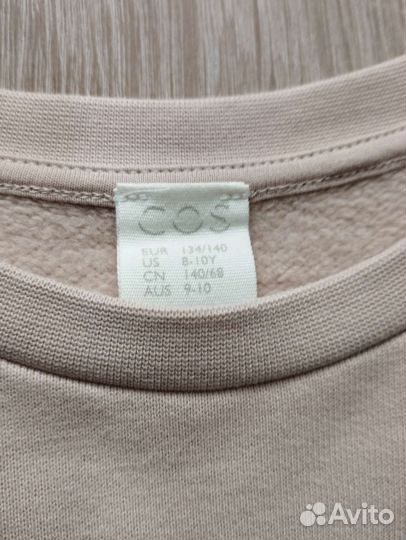 COS
EUR 134/140
US 8-10Y
CN 140/68
AUS 9-10
Avito